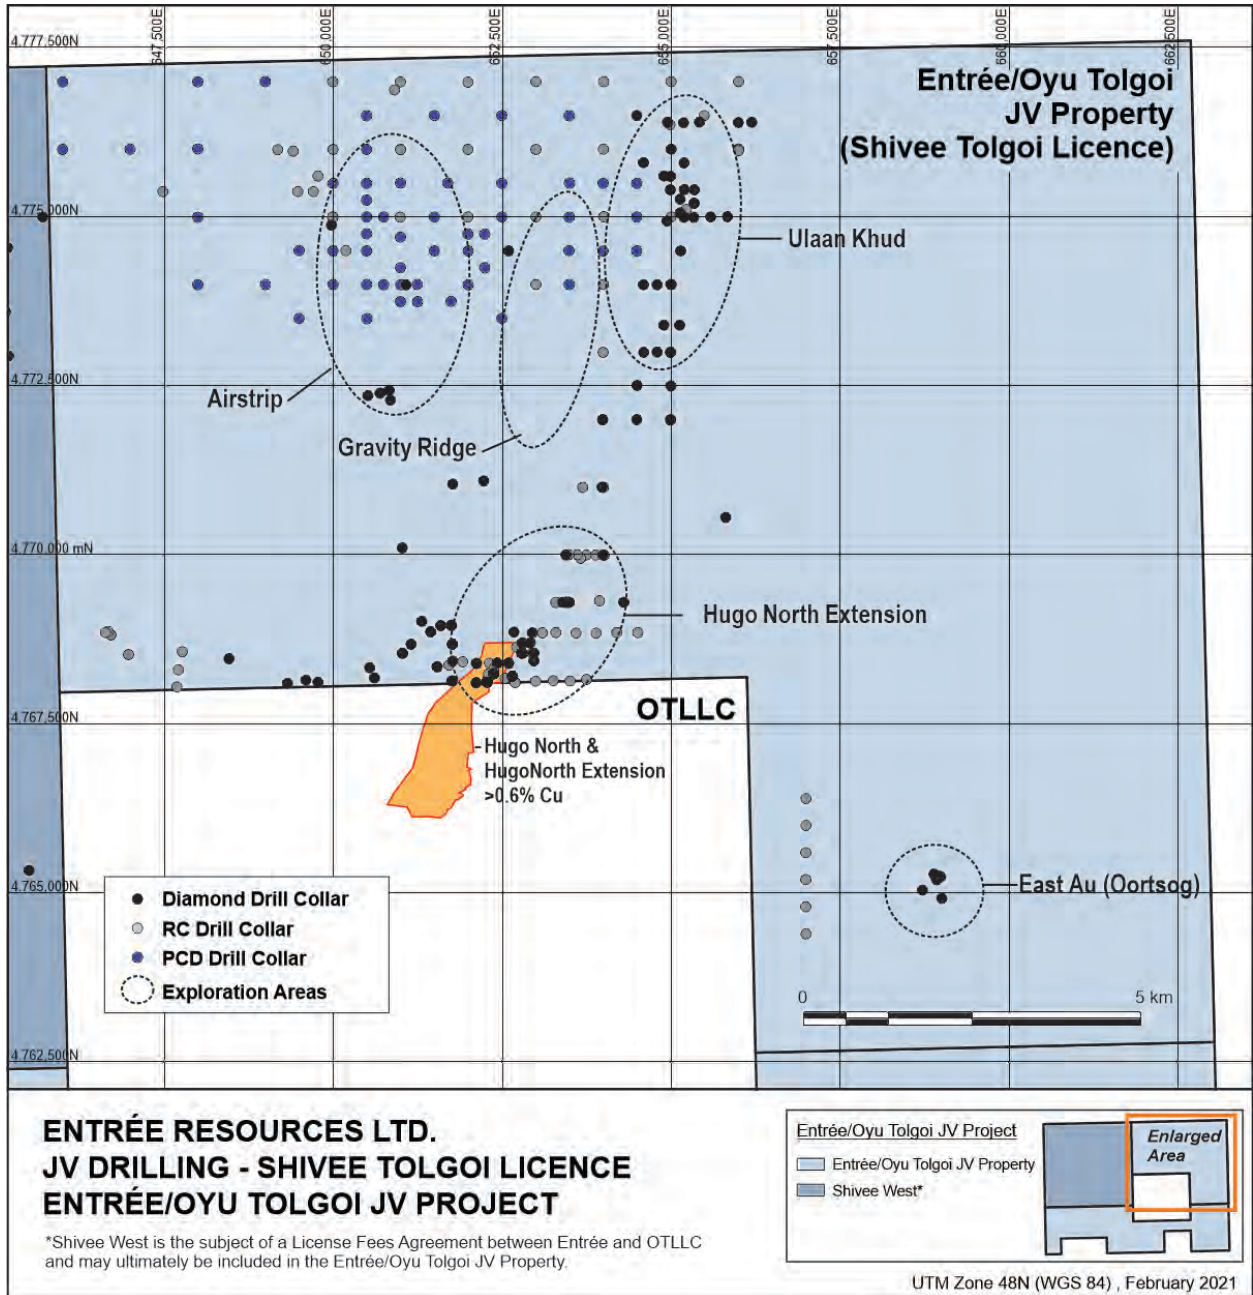 647,500E
650,000E
652,500E
655,000E
657,500E
660,000E
662,500E
4.777.500N
Entrée/Oyu Tolgoi
JV Property
(Shivee Tolgoi Licence)
4.775.000N
Ulaan Khud
4.772.500N
Airstrip
Gravity Ridge
4.770.000 mN
Hugo North Extension
OTLLC
4.767.500N
Hugo North &
HugoNorth Extension
>0.6% Cu
4.765.000N
East Au (Oortsog)
Diamond Drill Collar
RC Drill Collar
PCD Drill Collar
Exploration Areas
0
5 km
4.762.500N
ENTRÉE RESOURCES LTD.
JV DRILLING - SHIVEE TOLGOI LICENCE
ENTRÉE/OYU TOLGOI JV PROJECT
*Shivee West is the subject of a License Fees Agreement between Entrée and OTLLC
and may ultimately be included in the Entrée/Oyu Tolgoi JV Property.
Entrée/Oyu Tolgoi JV Project
Entrée/Oyu Tolgoi JV Property
Shivee West*
Enlarged
Area
UTM Zone 48N (WGS 84) , February 2021